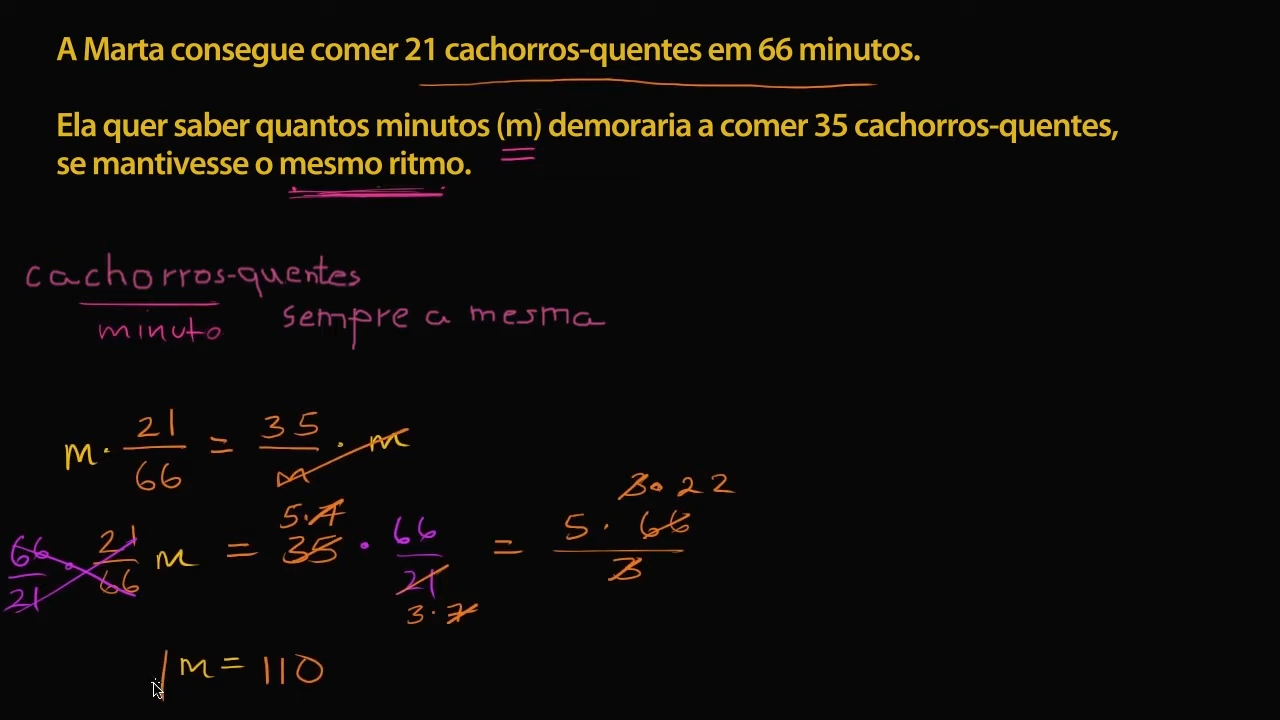 A Marta consegue comer 21 cachorros-quentes em 66 minutos.
Ela quer saber quantos minutos (m) demoraria a comer 35 cachorros-quentes,
se mantivesse o mesmo ritmo.
cachorros-quentes
minuto
sempre a mesma
m · 21/66 = 35/m · m
66/21 · 21/66 m = 35 · 66/21 = 5 · 66/3
5 · 7
3 · 7
3 · 22
m = 110